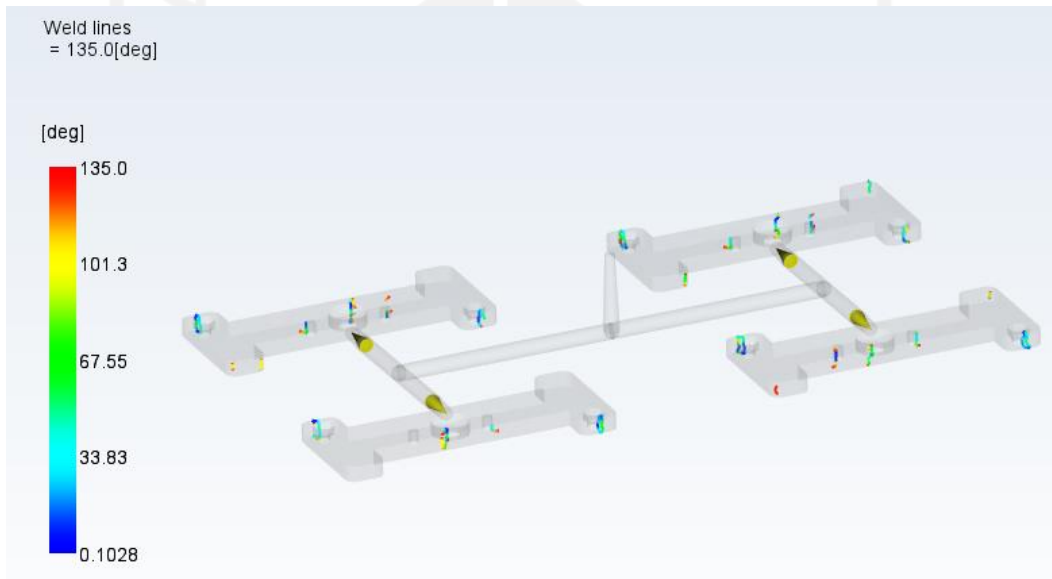 Weld lines
= 135.0[deg]
[deg]
135.0
101.3
67.55
33.83
0.1028